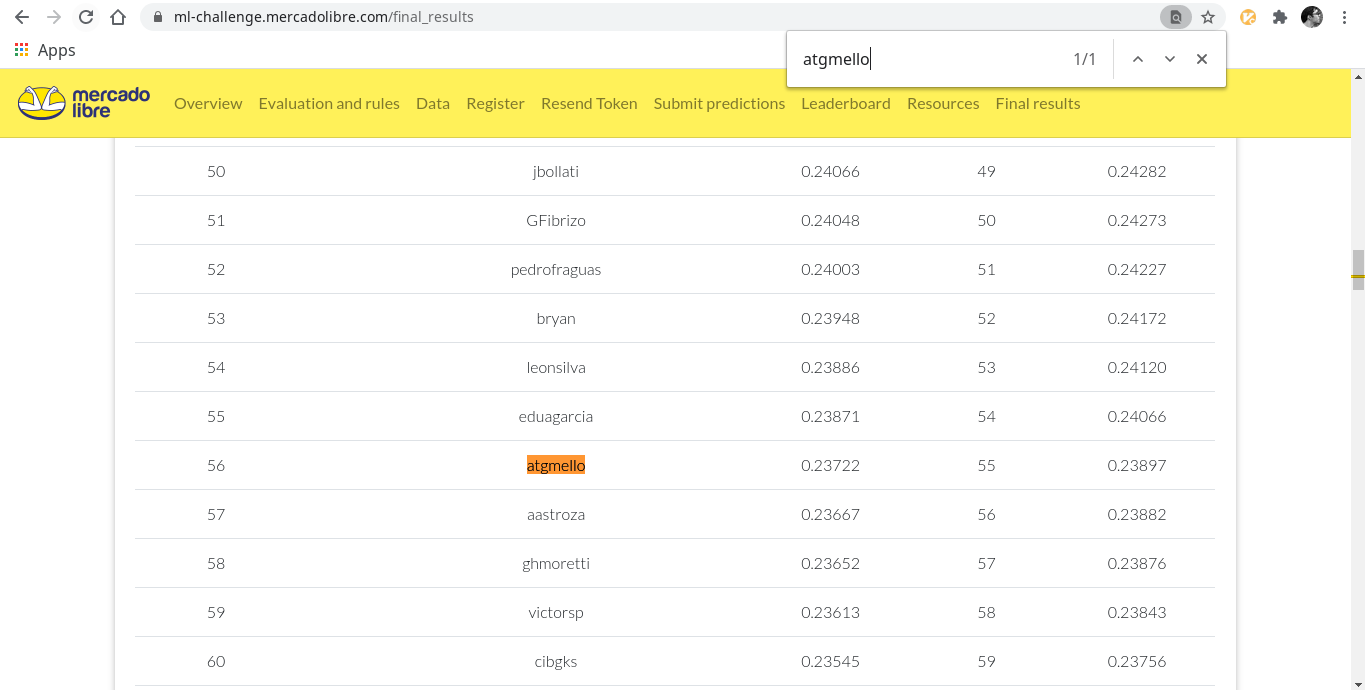 ml-challenge.mercadolibre.com/final_results
Apps
atgmello 1/1
mercado
libre
Overview Evaluation and rules Data Register Resend Token Submit predictions Leaderboard Resources Final results
50 jbollati 0.24066 49 0.24282
51 GFibrizo 0.24048 50 0.24273
52 pedrofraguas 0.24003 51 0.24227
53 bryan 0.23948 52 0.24172
54 leonsilva 0.23886 53 0.24120
55 eduagarcia 0.23871 54 0.24066
56 atgmello 0.23722 55 0.23897
57 aastroza 0.23667 56 0.23882
58 ghmoretti 0.23652 57 0.23876
59 victorsp 0.23613 58 0.23843
60 cibgks 0.23545 59 0.23756